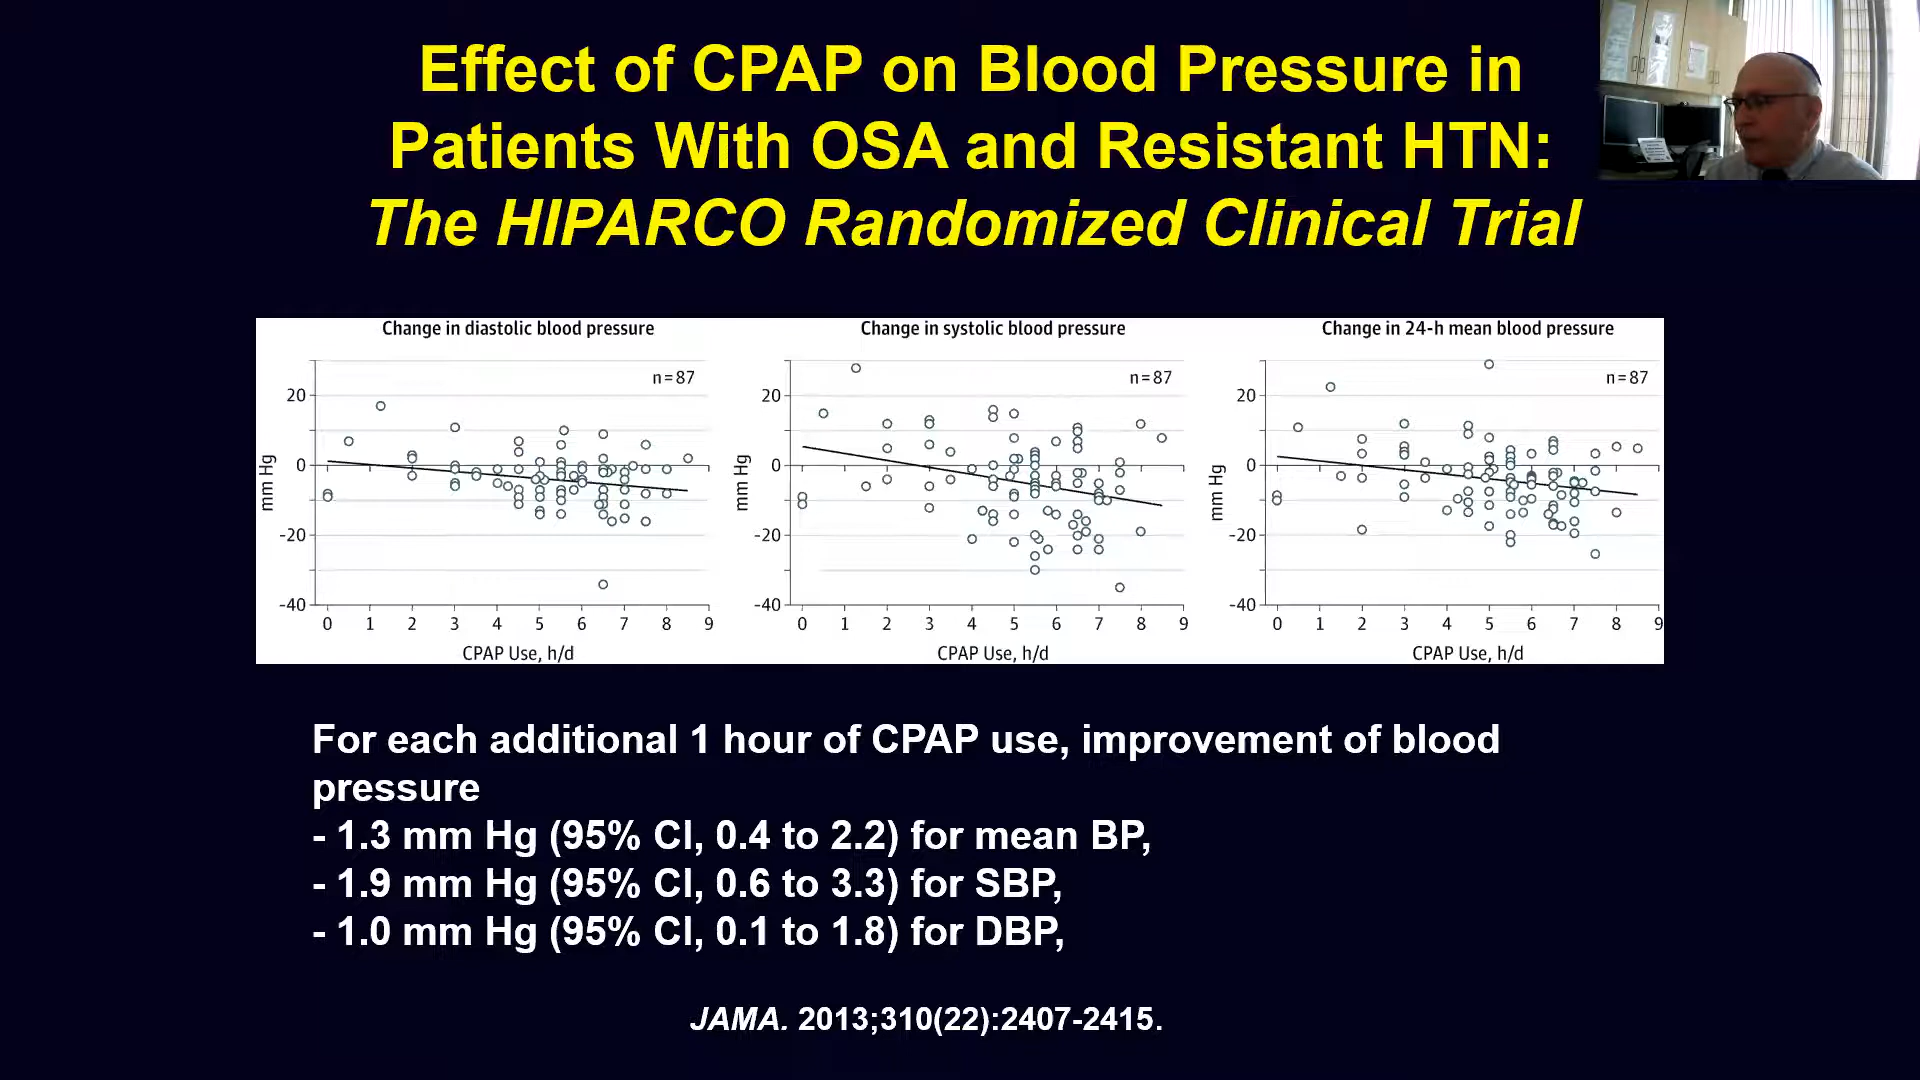 Effect of CPAP on Blood Pressure in
Patients With OSA and Resistant HTN:
The HIPARCO Randomized Clinical Trial
Change in diastolic blood pressure
n=87
mm Hg
20
0
-20
-40
0 1 2 3 4 5 6 7 8 9
CPAP Use, h/d
Change in systolic blood pressure
n=87
mm Hg
20
0
-20
-40
0 1 2 3 4 5 6 7 8 9
CPAP Use, h/d
Change in 24-h mean blood pressure
n=87
mm Hg
20
0
-20
-40
0 1 2 3 4 5 6 7 8 9
CPAP Use, h/d
For each additional 1 hour of CPAP use, improvement of blood
pressure
- 1.3 mm Hg (95% CI, 0.4 to 2.2) for mean BP,
- 1.9 mm Hg (95% CI, 0.6 to 3.3) for SBP,
- 1.0 mm Hg (95% CI, 0.1 to 1.8) for DBP,
JAMA. 2013;310(22):2407-2415.